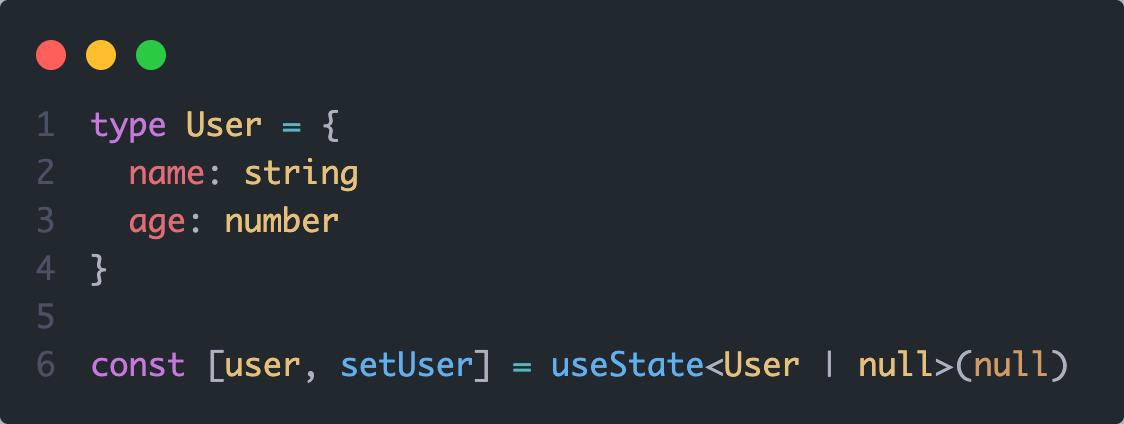 1 type User = {
2   name: string
3   age: number
4 }
5
6 const [user, setUser] = useState<User | null>(null)